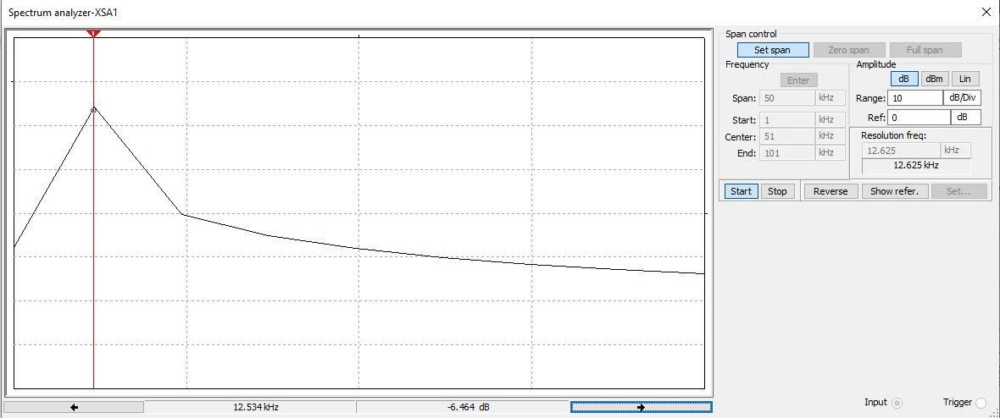 Spectrum analyzer-XSA1
1
Span control
Set span Zero span Full span
Frequency
Enter
Span: 50 kHz
Start: 1 kHz
Center: 51 kHz
End: 101 kHz
Amplitude
dB dBm Lin
Range: 10 dB/Div
Ref: 0 dB
Resolution freq:
12.625 kHz
12.625 kHz
Start Stop Reverse Show refer. Set...
Input Trigger
12.534 kHz -6.464 dB